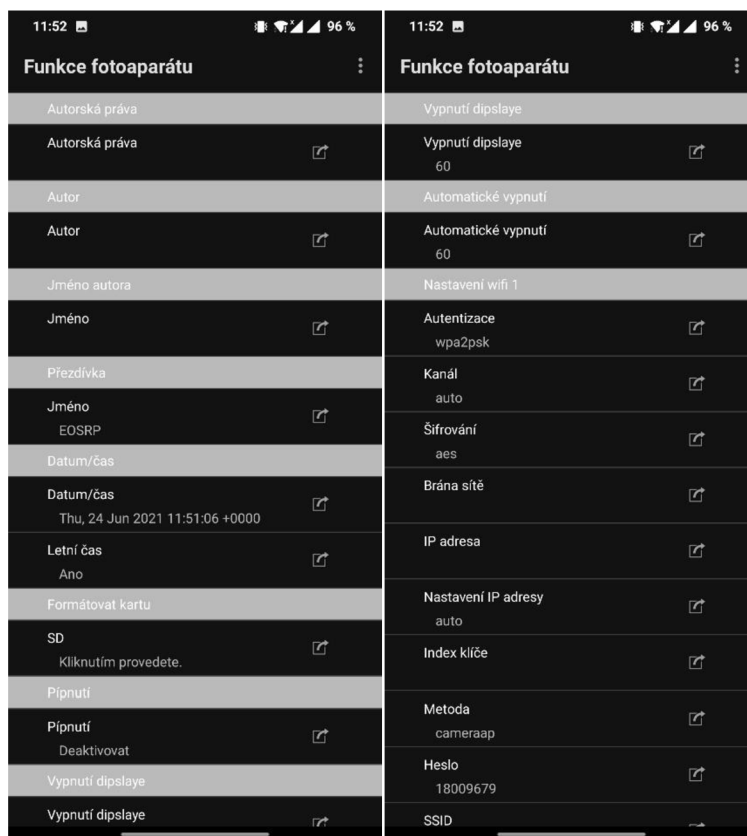 11:52 96 %
Funkce fotoaparátu
Autorská práva
Autorská práva
Autor
Autor
Jméno autora
Jméno
Přezdívka
Jméno
EOSRP
Datum/čas
Datum/čas
Thu, 24 Jun 2021 11:51:06 +0000
Letní čas
Ano
Formátovat kartu
SD
Kliknutím provedete.
Pípnutí
Pípnutí
Deaktivovat
Vypnutí dipslaye
Vypnutí dipslaye
11:52 96 %
Funkce fotoaparátu
Vypnutí dipslaye
Vypnutí dipslaye
60
Automatické vypnutí
Automatické vypnutí
60
Nastavení wifi 1
Autentizace
wpa2psk
Kanál
auto
Šifrování
aes
Brána sítě
IP adresa
Nastavení IP adresy
auto
Index klíče
Metoda
cameraap
Heslo
18009679
SSID